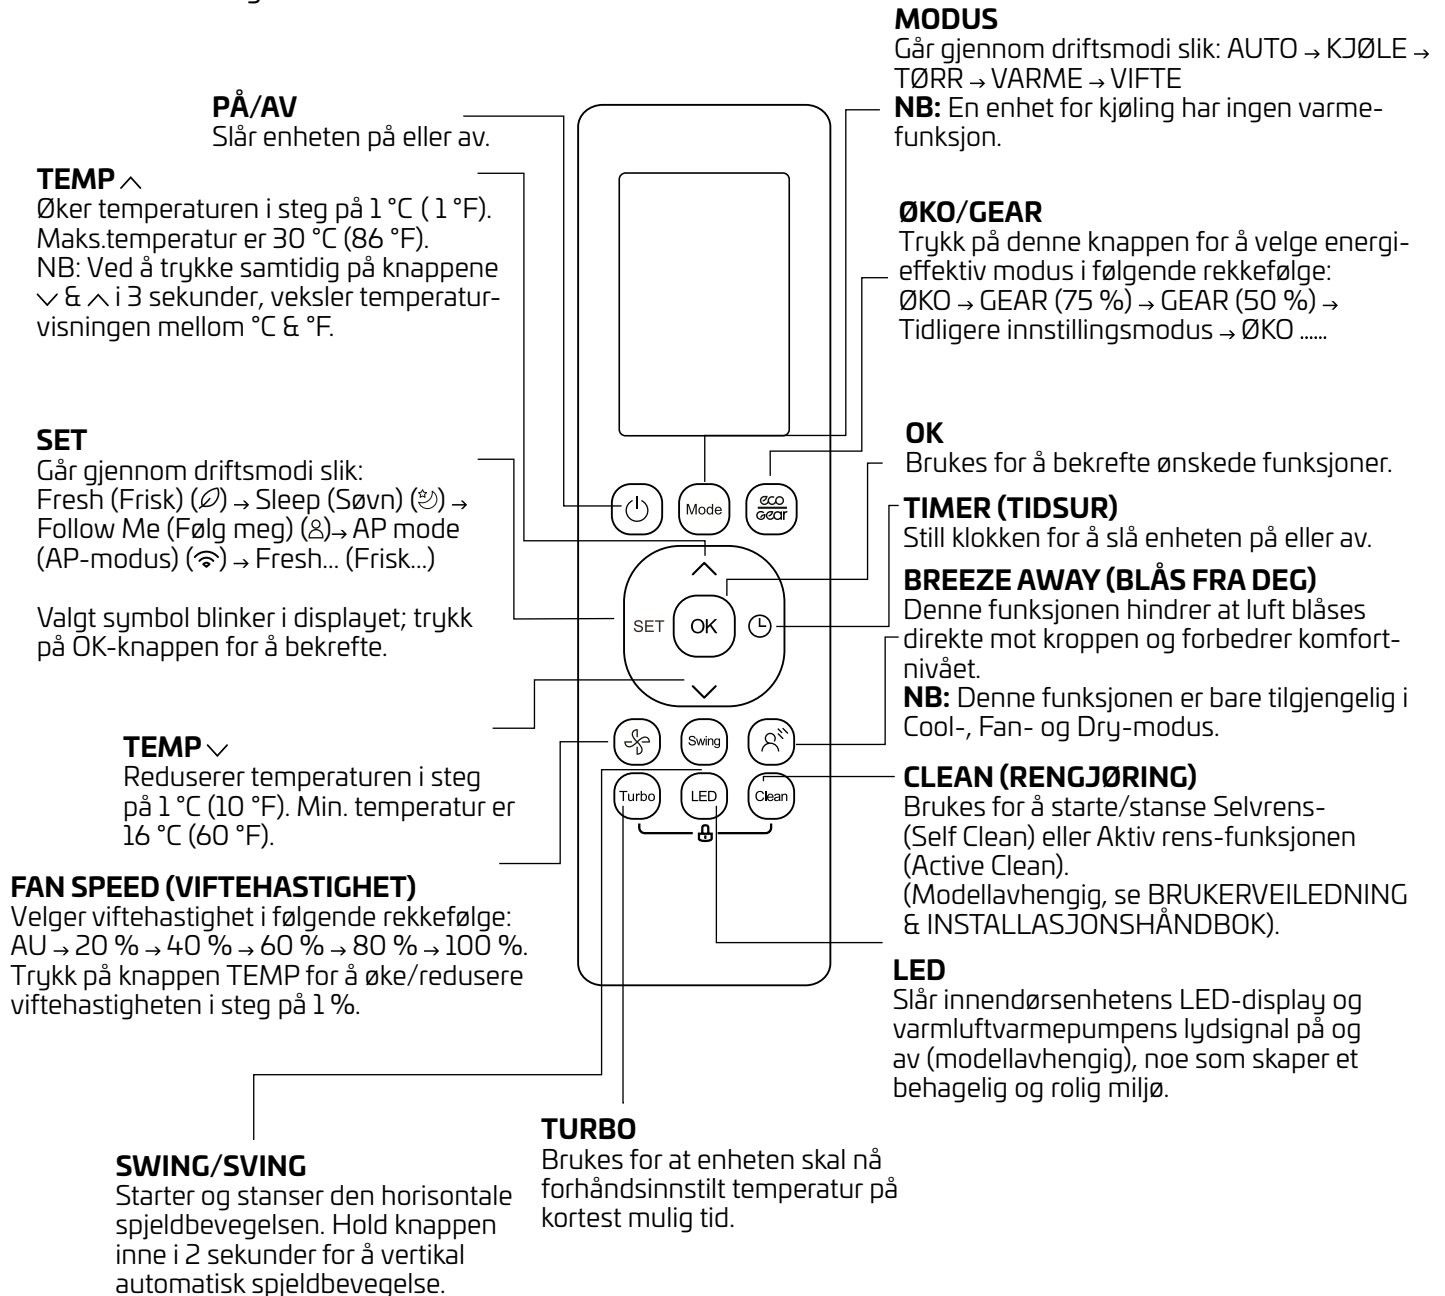 MODUS
Går gjennom driftsmodi slik: AUTO → KJØLE →
TØRR → VARME → VIFTE
NB: En enhet for kjøling har ingen varme-
funksjon.
PÅ/AV
Slår enheten på eller av.
TEMP ^
Øker temperaturen i steg på 1 °C ( 1 °F).
Maks.temperatur er 30 °C (86 °F).
NB: Ved å trykke samtidig på knappene
∨ & ∧ i 3 sekunder, veksler temperatur-
visningen mellom °C & °F.
ØKO/GEAR
Trykk på denne knappen for å velge energi-
effektiv modus i følgende rekkefølge:
ØKO → GEAR (75 %) → GEAR (50 %) →
Tidligere innstillingsmodus → ØKO ......
SET
Går gjennom driftsmodi slik:
Fresh (Frisk) () → Sleep (Søvn) () →
Follow Me (Følg meg) () → AP mode
(AP-modus) () → Fresh... (Frisk...)
Valgt symbol blinker i displayet; trykk
på OK-knappen for å bekrefte.
OK
Brukes for å bekrefte ønskede funksjoner.
TIMER (TIDSUR)
Still klokken for å slå enheten på eller av.
BREEZE AWAY (BLÅS FRA DEG)
Denne funksjonen hindrer at luft blåses
direkte mot kroppen og forbedrer komfort-
nivået.
NB: Denne funksjonen er bare tilgjengelig i
Cool-, Fan- og Dry-modus.
Mode
eco
Gear
SET
OK
Swing
Turbo
LED
Clean
TEMP ∨
Reduserer temperaturen i steg
på 1 °C (10 °F). Min. temperatur er
16 °C (60 °F).
CLEAN (RENGJØRING)
Brukes for å starte/stanse Selvrens-
(Self Clean) eller Aktiv rens-funksjonen
(Active Clean).
(Modellavhengig, se BRUKERVEILEDNING
& INSTALLASJONSHÅNDBOK).
FAN SPEED (VIFTEHASTIGHET)
Velger viftehastighet i følgende rekkefølge:
AU → 20 % → 40 % → 60 % → 80 % → 100 %.
Trykk på knappen TEMP for å øke/redusere
viftehastigheten i steg på 1 %.
LED
Slår innendørsenhetens LED-display og
varmluftvarmepumpens lydsignal på og
av (modellavhengig), noe som skaper et
behagelig og rolig miljø.
TURBO
Brukes for at enheten skal nå
forhåndsinnstilt temperatur på
kortest mulig tid.
SWING/SVING
Starter og stanser den horisontale
spjeldbevegelsen. Hold knappen
inne i 2 sekunder for å vertikal
automatisk spjeldbevegelse.